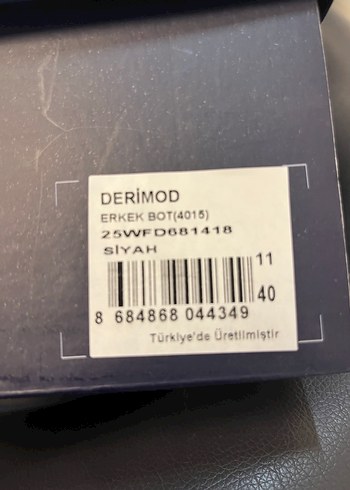 DERİMOD
ERKEK BOT(4015)
25WFD681418
SİYAH
11
40
8 684868 044349
Türkiye'de Üretilmiştir